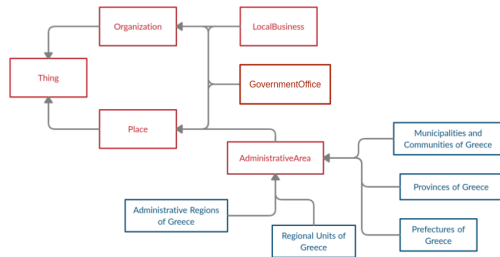 Organization
LocalBusiness
Thing
GovernmentOffice
Place
Municipalities and
Communities of Greece
AdministrativeArea
Provinces of Greece
Administrative Regions
of Greece
Regional Units of
Greece
Prefectures of
Greece